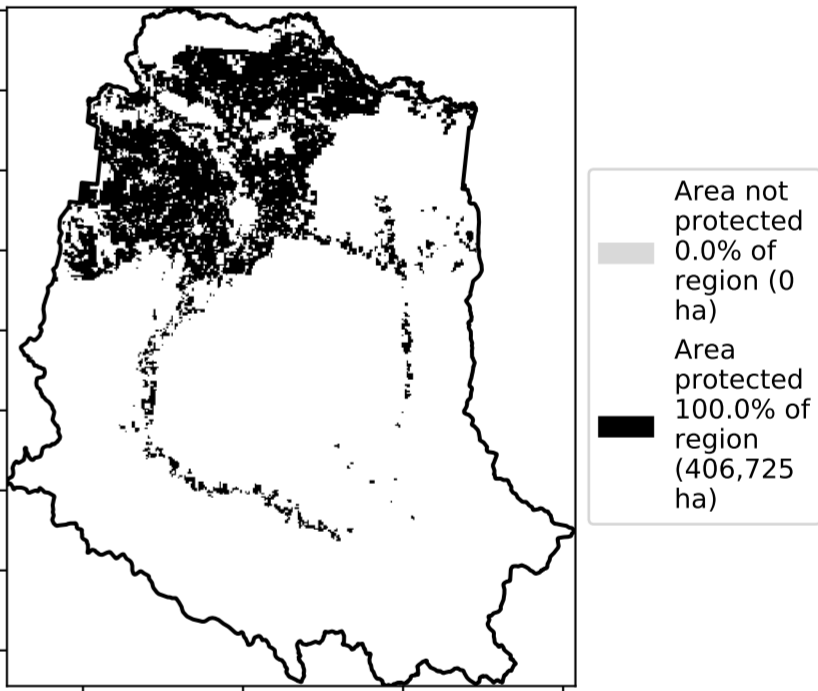 Area not
protected
0.0% of
region (0
ha)
Area
protected
100.0% of
region
(406,725
ha)